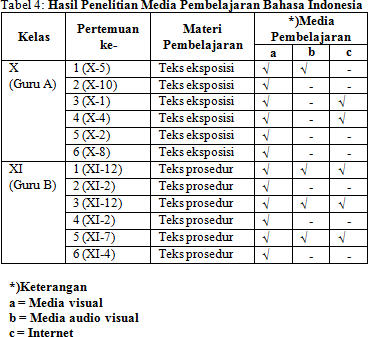 Tabel 4: Hasil Penelitian Media Pembelajaran Bahasa Indonesia
Kelas Pertemuan ke- Materi Pembelajaran *)Media Pembelajaran
a b c
X (Guru A) 1 (X-5) Teks eksposisi √ √ -
2 (X-10) Teks eksposisi √ - -
3 (X-1) Teks eksposisi √ - √
4 (X-4) Teks eksposisi √ - √
5 (X-2) Teks eksposisi √ - -
6 (X-8) Teks eksposisi √ - -
XI (Guru B) 1 (XI-12) Teks prosedur √ √ √
2 (XI-2) Teks prosedur √ - -
3 (XI-12) Teks prosedur √ √ √
4 (XI-2) Teks prosedur √ - -
5 (XI-7) Teks prosedur √ √ √
6 (XI-4) Teks prosedur √ - -
*)Keterangan
a = Media visual
b = Media audio visual
c = Internet